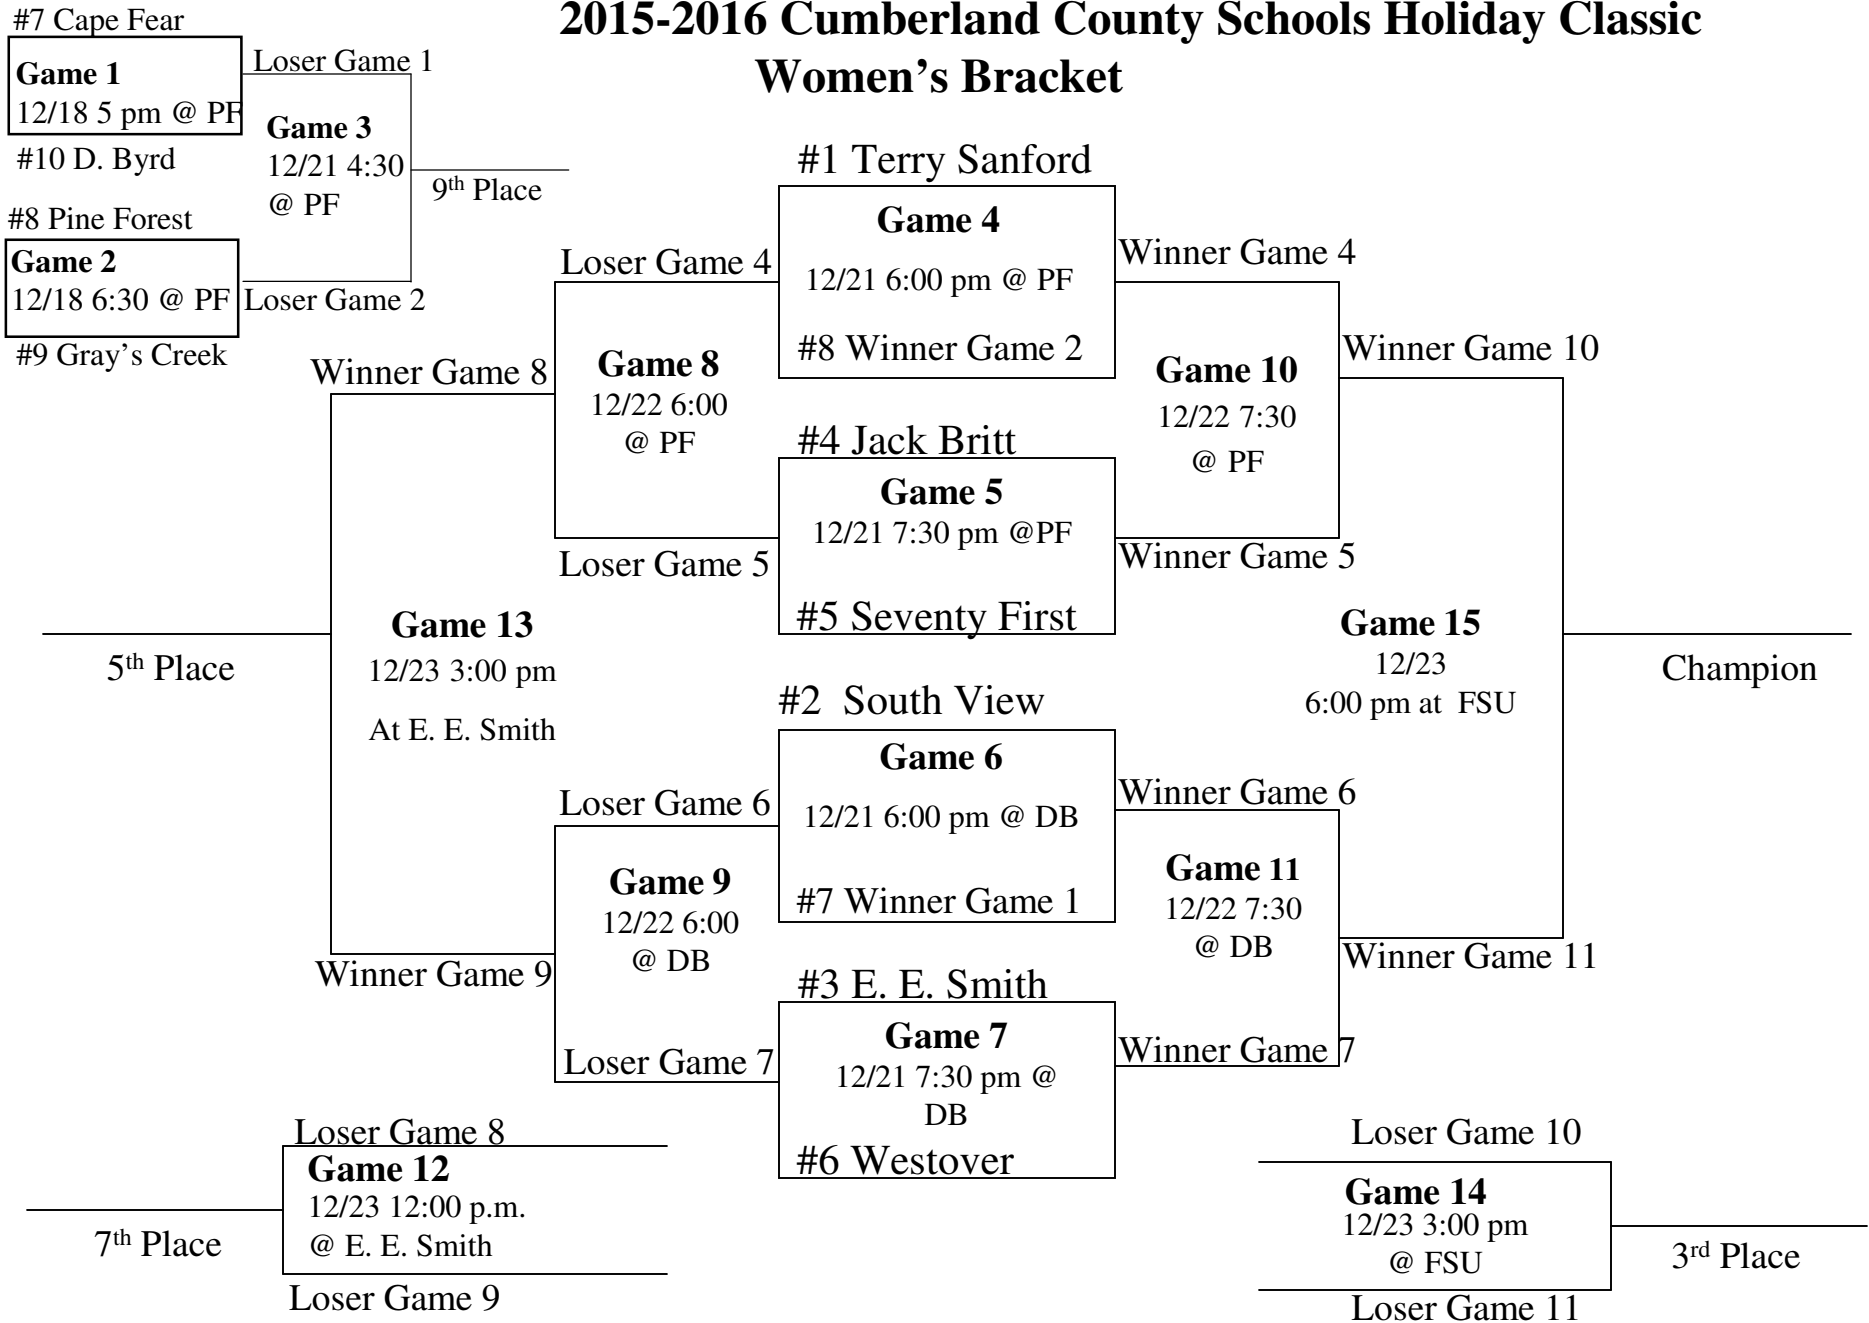 2015-2016 Cumberland County Schools Holiday Classic
Women’s Bracket
#7 Cape Fear
Game 1
12/18 5 pm @ PF
#10 D. Byrd
#8 Pine Forest
Game 2
12/18 6:30 @ PF
#9 Gray’s Creek
Loser Game 1
Game 3
12/21 4:30
@ PF
Loser Game 2
9th Place
#1 Terry Sanford
Game 4
12/21 6:00 pm @ PF
#8 Winner Game 2
#4 Jack Britt
Game 5
12/21 7:30 pm @PF
#5 Seventy First
#2 South View
Game 6
12/21 6:00 pm @ DB
#7 Winner Game 1
#3 E. E. Smith
Game 7
12/21 7:30 pm @
DB
#6 Westover
Loser Game 4
Game 8
12/22 6:00
@ PF
Loser Game 5
Loser Game 6
Game 9
12/22 6:00
@ DB
Loser Game 7
Winner Game 8
Game 13
12/23 3:00 pm
At E. E. Smith
Winner Game 9
5th Place
Winner Game 4
Game 10
12/22 7:30
@ PF
Winner Game 5
Winner Game 6
Game 11
12/22 7:30
@ DB
Winner Game 7
Winner Game 10
Game 15
12/23
6:00 pm at FSU
Winner Game 11
Champion
Loser Game 8
Game 12
12/23 12:00 p.m.
@ E. E. Smith
Loser Game 9
7th Place
Loser Game 10
Game 14
12/23 3:00 pm
@ FSU
Loser Game 11
3rd Place